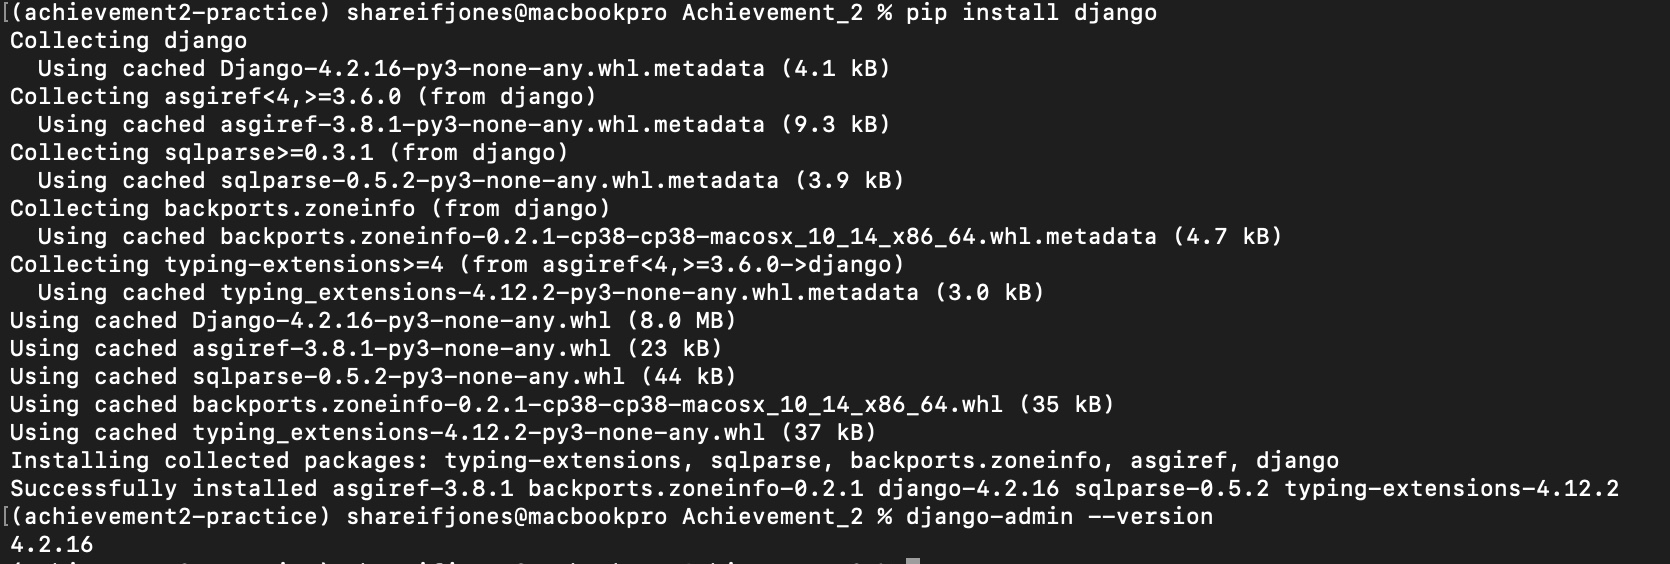 [(achievement2-practice) shareifjones@macbookpro Achievement_2 % pip install django
Collecting django
  Using cached Django-4.2.16-py3-none-any.whl.metadata (4.1 kB)
Collecting asgiref<4,>=3.6.0 (from django)
  Using cached asgiref-3.8.1-py3-none-any.whl.metadata (9.3 kB)
Collecting sqlparse>=0.3.1 (from django)
  Using cached sqlparse-0.5.2-py3-none-any.whl.metadata (3.9 kB)
Collecting backports.zoneinfo (from django)
  Using cached backports.zoneinfo-0.2.1-cp38-cp38-macosx_10_14_x86_64.whl.metadata (4.7 kB)
Collecting typing-extensions>=4 (from asgiref<4,>=3.6.0->django)
  Using cached typing_extensions-4.12.2-py3-none-any.whl.metadata (3.0 kB)
Using cached Django-4.2.16-py3-none-any.whl (8.0 MB)
Using cached asgiref-3.8.1-py3-none-any.whl (23 kB)
Using cached sqlparse-0.5.2-py3-none-any.whl (44 kB)
Using cached backports.zoneinfo-0.2.1-cp38-cp38-macosx_10_14_x86_64.whl (35 kB)
Using cached typing_extensions-4.12.2-py3-none-any.whl (37 kB)
Installing collected packages: typing-extensions, sqlparse, backports.zoneinfo, asgiref, django
Successfully installed asgiref-3.8.1 backports.zoneinfo-0.2.1 django-4.2.16 sqlparse-0.5.2 typing-extensions-4.12.2
[(achievement2-practice) shareifjones@macbookpro Achievement_2 % django-admin --version
4.2.16